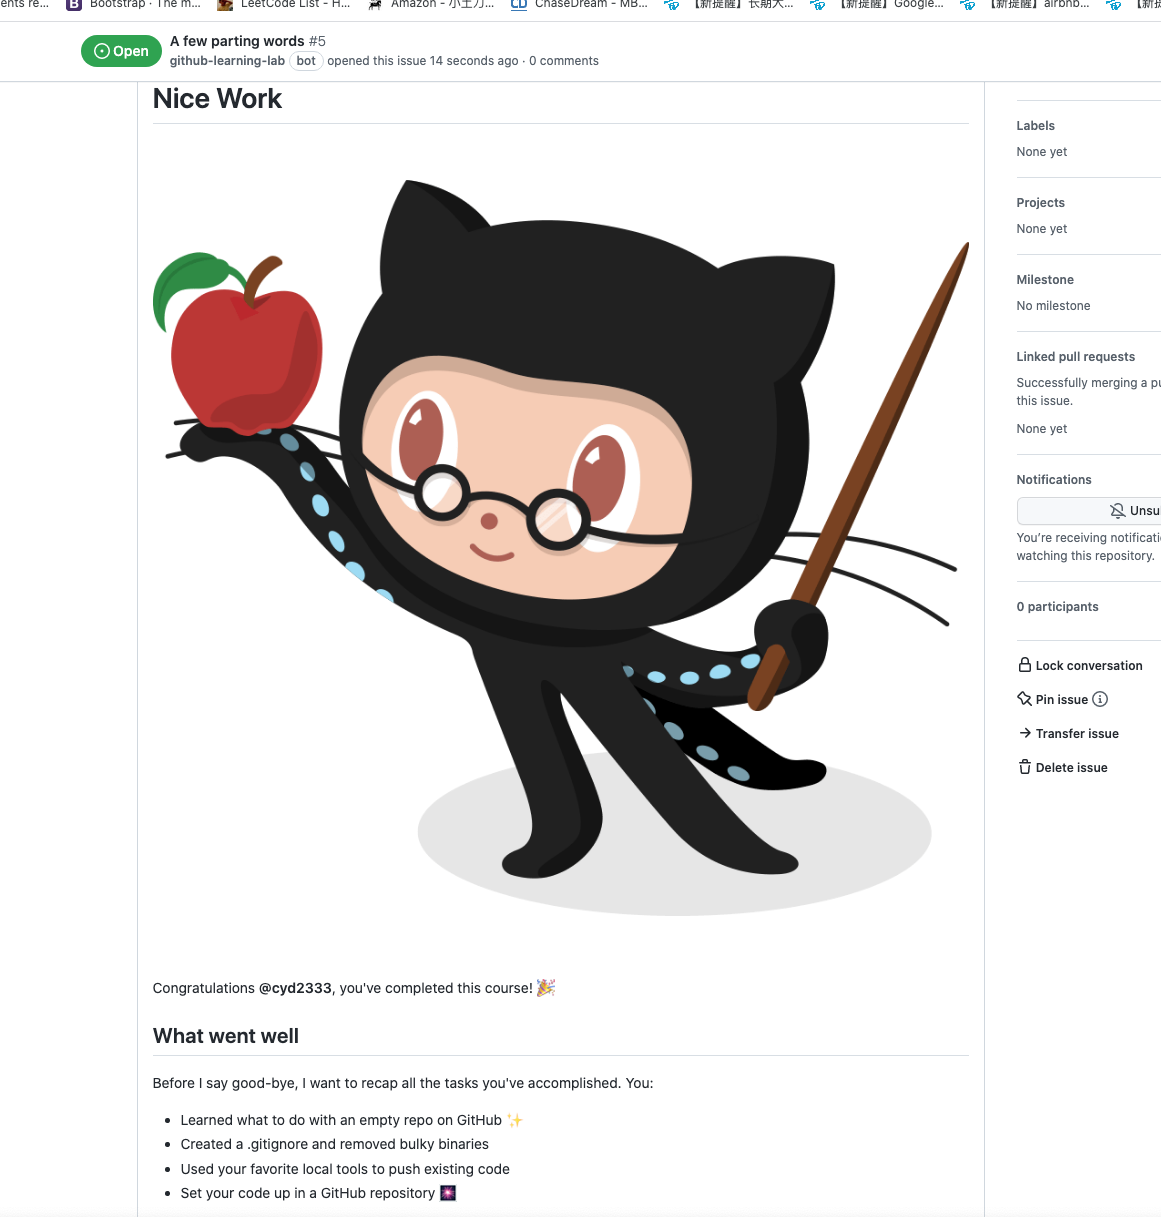 ents re...
B Bootstrap · The m...
LeetCode List - H...
Amazon - 小土刀...
CD ChaseDream - MB...
【新提醒】长期大...
【新提醒】Google...
【新提醒】airbnb...
Open
A few parting words #5
github-learning-lab bot opened this issue 14 seconds ago · 0 comments
Nice Work
Labels
None yet
Projects
None yet
Milestone
No milestone
Linked pull requests
Successfully merging a pu
this issue.
None yet
Notifications
Unsu
You're receiving notificati
watching this repository.
0 participants
Lock conversation
Pin issue
Transfer issue
Delete issue
Congratulations @cyd2333, you've completed this course! 🎉
What went well
Before I say good-bye, I want to recap all the tasks you've accomplished. You:
• Learned what to do with an empty repo on GitHub ✨
• Created a .gitignore and removed bulky binaries
• Used your favorite local tools to push existing code
• Set your code up in a GitHub repository 🎆